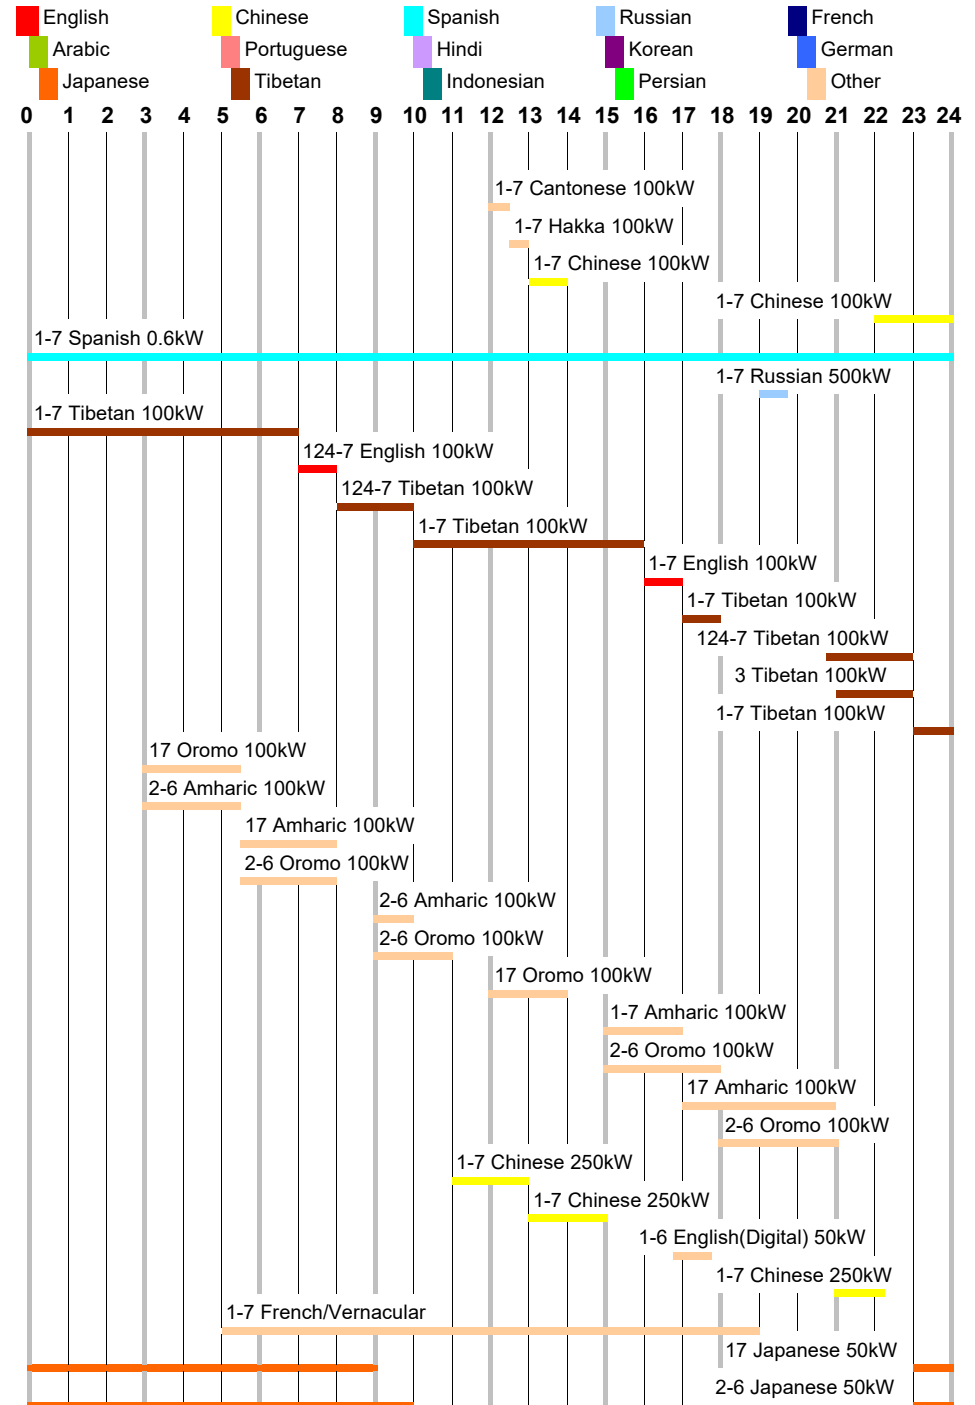 English Chinese Spanish Russian French
Arabic Portuguese Hindi Korean German
Japanese Tibetan Indonesian Persian Other
0 1 2 3 4 5 6 7 8 9 10 11 12 13 14 15 16 17 18 19 20 21 22 23 24
1-7 Cantonese 100kW
1-7 Hakka 100kW
1-7 Chinese 100kW
1-7 Chinese 100kW
1-7 Spanish 0.6kW
1-7 Russian 500kW
1-7 Tibetan 100kW
124-7 English 100kW
124-7 Tibetan 100kW
1-7 Tibetan 100kW
1-7 English 100kW
1-7 Tibetan 100kW
124-7 Tibetan 100kW
3 Tibetan 100kW
1-7 Tibetan 100kW
17 Oromo 100kW
2-6 Amharic 100kW
17 Amharic 100kW
2-6 Oromo 100kW
2-6 Amharic 100kW
2-6 Oromo 100kW
17 Oromo 100kW
1-7 Amharic 100kW
2-6 Oromo 100kW
17 Amharic 100kW
2-6 Oromo 100kW
1-7 Chinese 250kW
1-7 Chinese 250kW
1-6 English(Digital) 50kW
1-7 Chinese 250kW
1-7 French/Vernacular
17 Japanese 50kW
2-6 Japanese 50kW